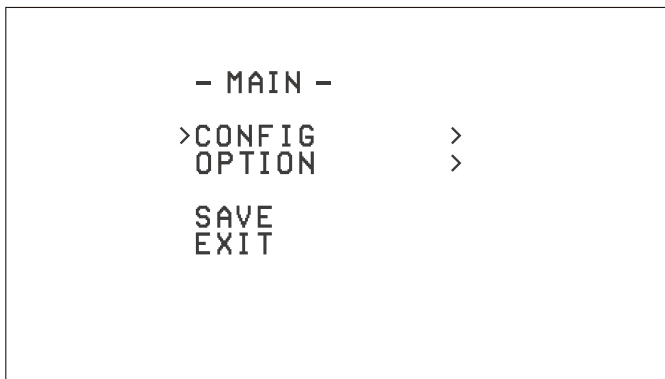 - MAIN -
>CONFIG >
OPTION >
SAVE
EXIT